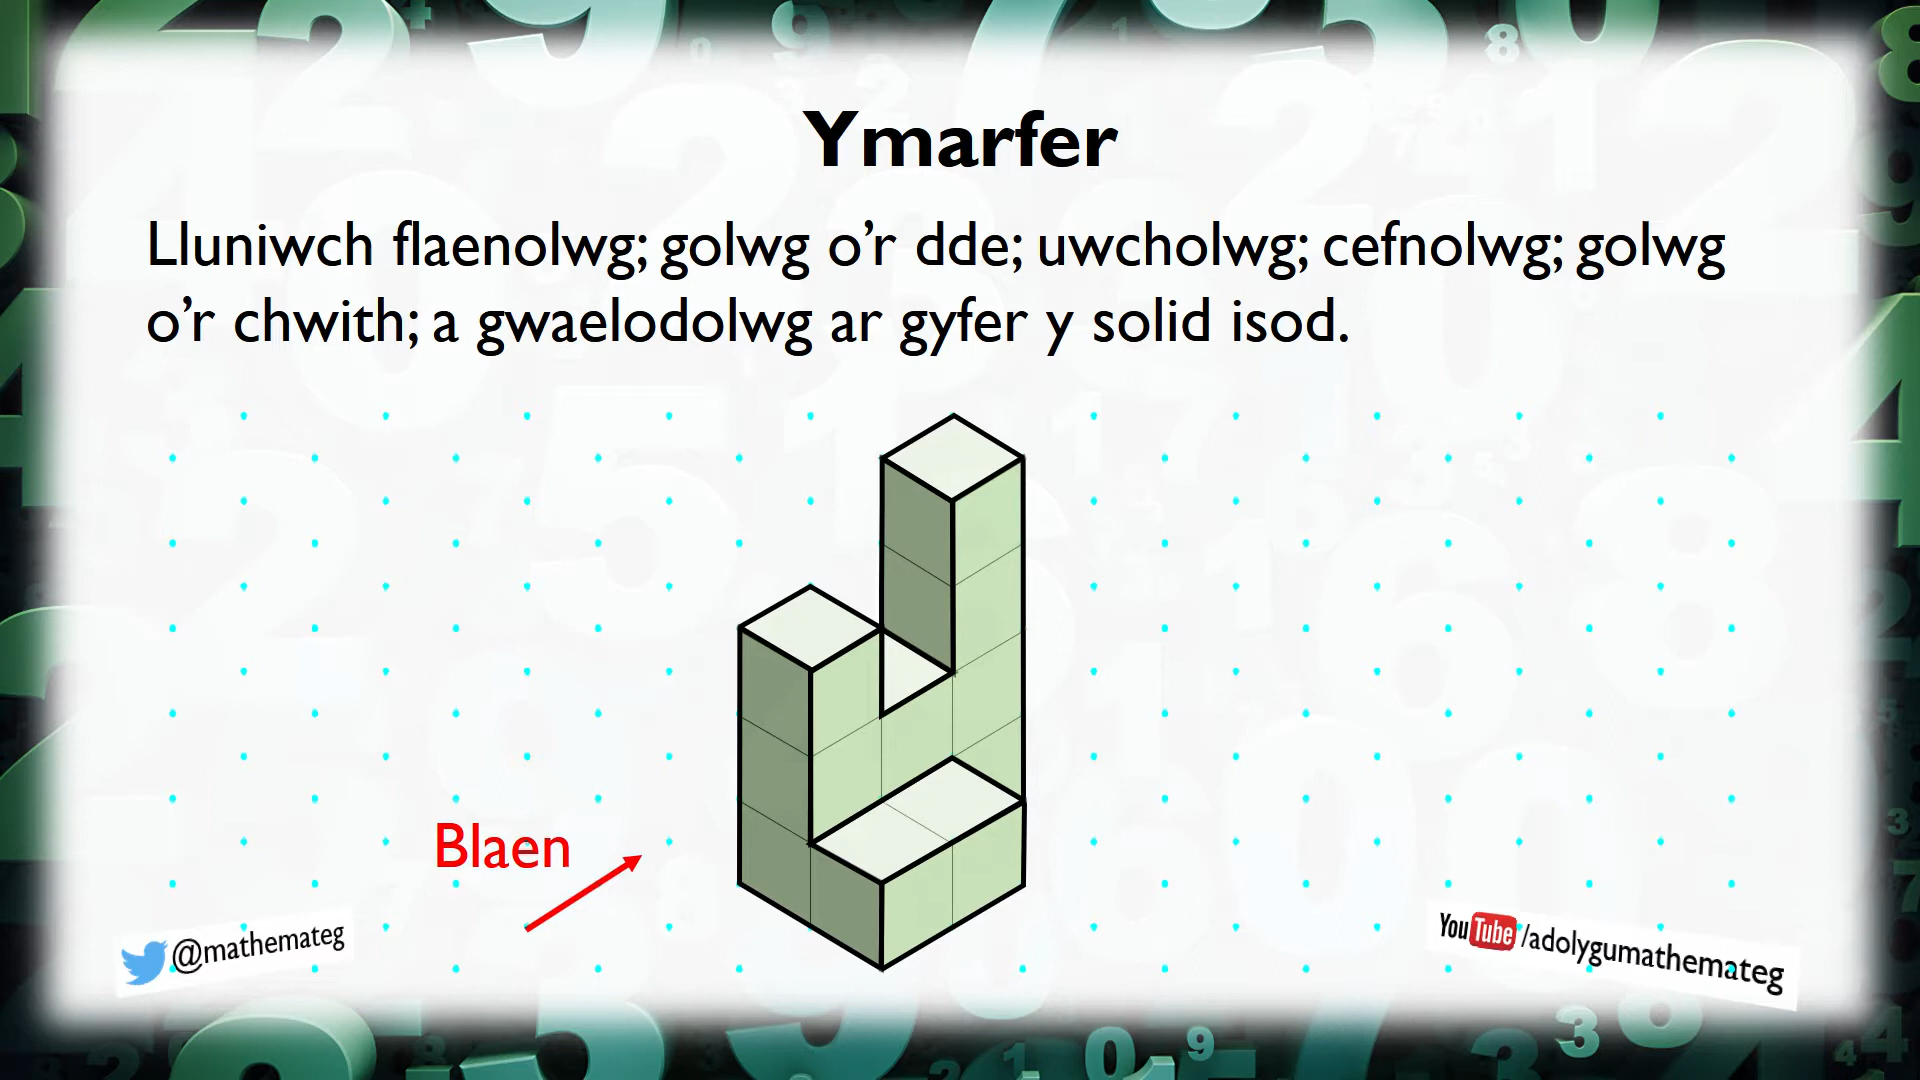 Ymarfer
Lluniwch flaenolwg; golwg o’r dde; uwcholwg; cefnolwg; golwg
o’r chwith; a gwaelodolwg ar gyfer y solid isod.
Blaen
@mathemateg
YouTube /adolygumathemateg